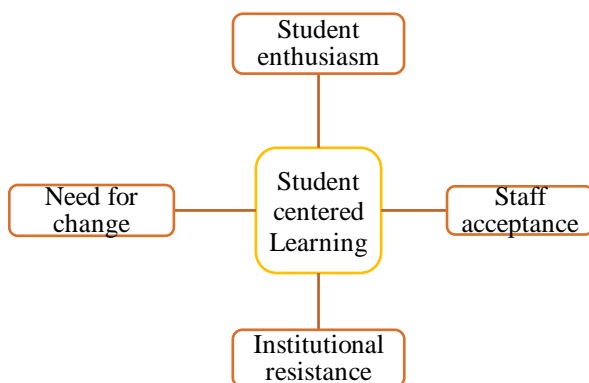 Student
enthusiasm
Need for
change
Student
centered
Learning
Staff
acceptance
Institutional
resistance